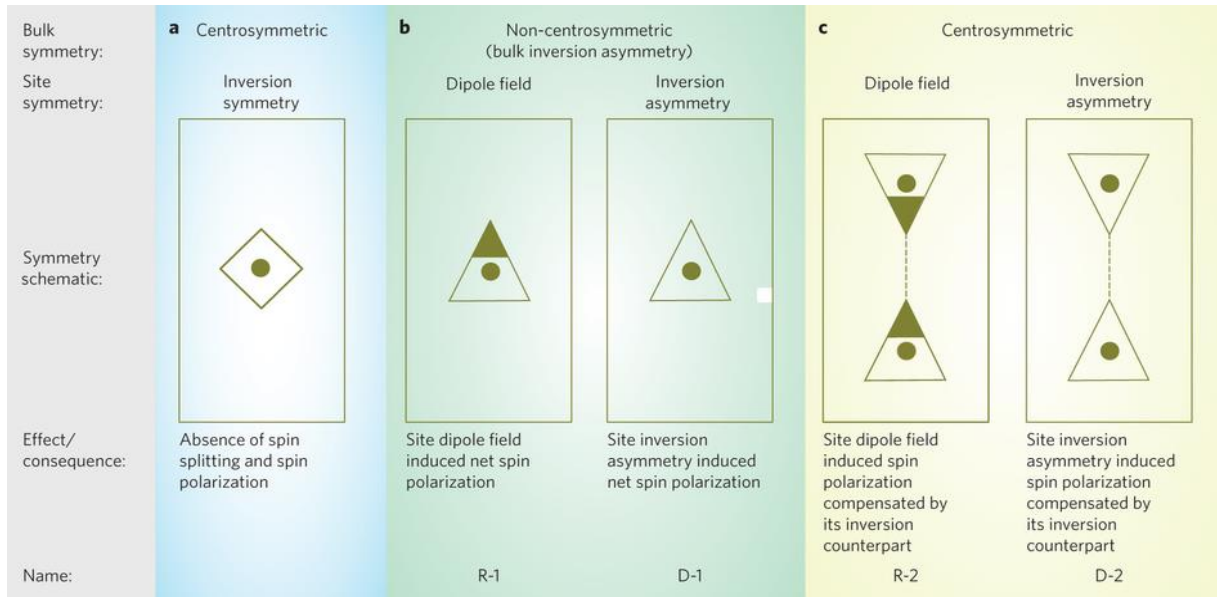 Bulk
symmetry:
a Centrosymmetric
b Non-centrosymmetric
(bulk inversion asymmetry)
c Centrosymmetric
Site
symmetry:
Inversion
symmetry
Dipole field
Inversion
asymmetry
Dipole field
Inversion
asymmetry
Symmetry
schematic:
Effect/
consequence:
Absence of spin
splitting and spin
polarization
Site dipole field
induced net spin
polarization
Site inversion
asymmetry induced
net spin polarization
Site dipole field
induced spin
polarization
compensated by
its inversion
counterpart
Site inversion
asymmetry induced
spin polarization
compensated by
its inversion
counterpart
Name:
R-1
D-1
R-2
D-2